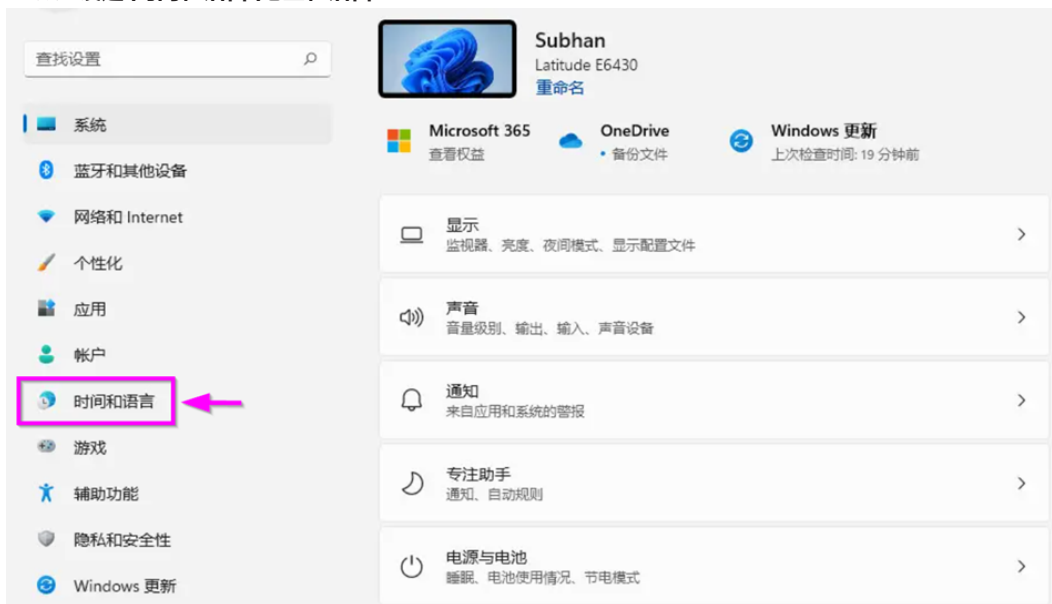 查找设置
系统
蓝牙和其他设备
网络和 Internet
个性化
应用
帐户
时间和语言
游戏
辅助功能
隐私和安全性
Windows 更新
Subhan
Latitude E6430
重命名
Microsoft 365
查看权益
OneDrive
• 备份文件
Windows 更新
上次检查时间: 19 分钟前
显示
监视器、亮度、夜间模式、显示配置文件
声音
音量级别、输出、输入、声音设备
通知
来自应用和系统的警报
专注助手
通知、自动规则
电源与电池
睡眠、电池使用情况、节电模式